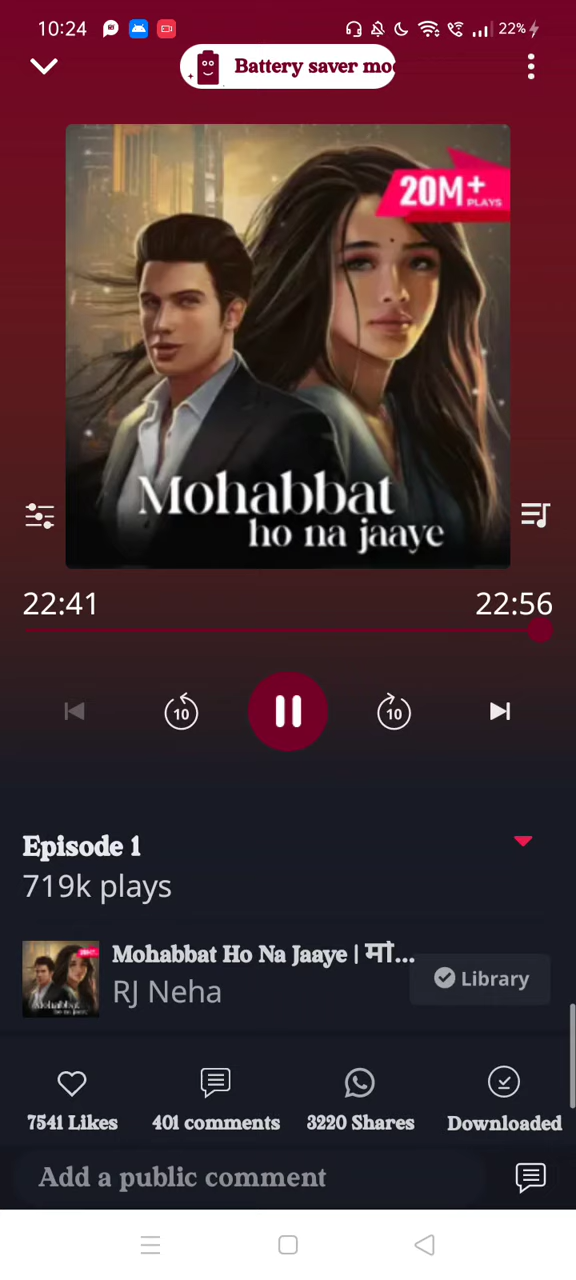 10:24
22%
Battery saver mo
20M+
PLAYS
Mohabbat
ho na jaaye
22:41
22:56
10
10
Episode 1
719k plays
Mohabbat Ho Na Jaaye | मां...
Library
RJ Neha
7541 Likes
401 comments
3220 Shares
Downloaded
Add a public comment